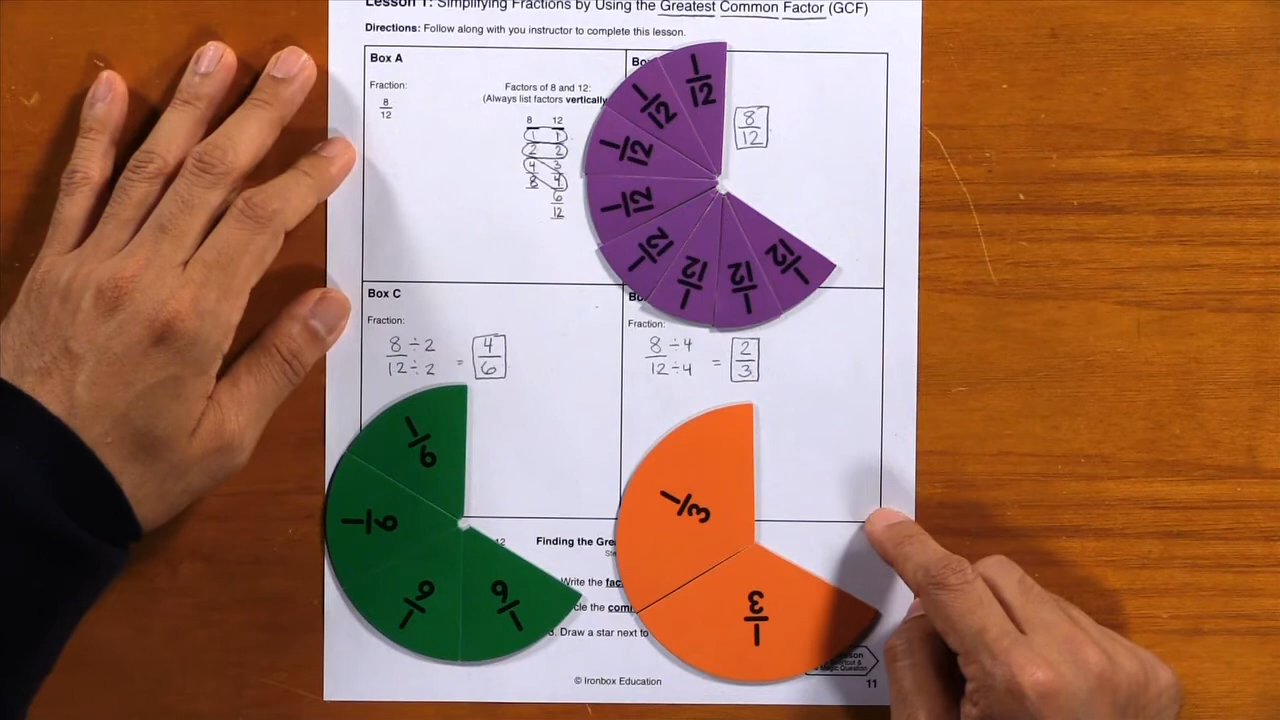 Lesson 1: Simplifying Fractions by Using the Greatest Common Factor (GCF)
Directions: Follow along with you instructor to complete this lesson.
Box A
Fraction:
8
12
Factors of 8 and 12:
(Always list factors vertically
8 12
1 1
2 2
4 3
8 4
6
12
1/12
1/12
1/12
1/12
1/12
1/12
1/12
1/12
8
12
Box C
Fraction:
8 ÷ 2
12 ÷ 2
=
4
6
Fraction:
8 ÷ 4
12 ÷ 4
=
2
3
1/6
1/6
1/6
1/6
1/3
1/3
12
Finding the
Write the
3. Draw a star next to
Magic Question
© Ironbox Education
11